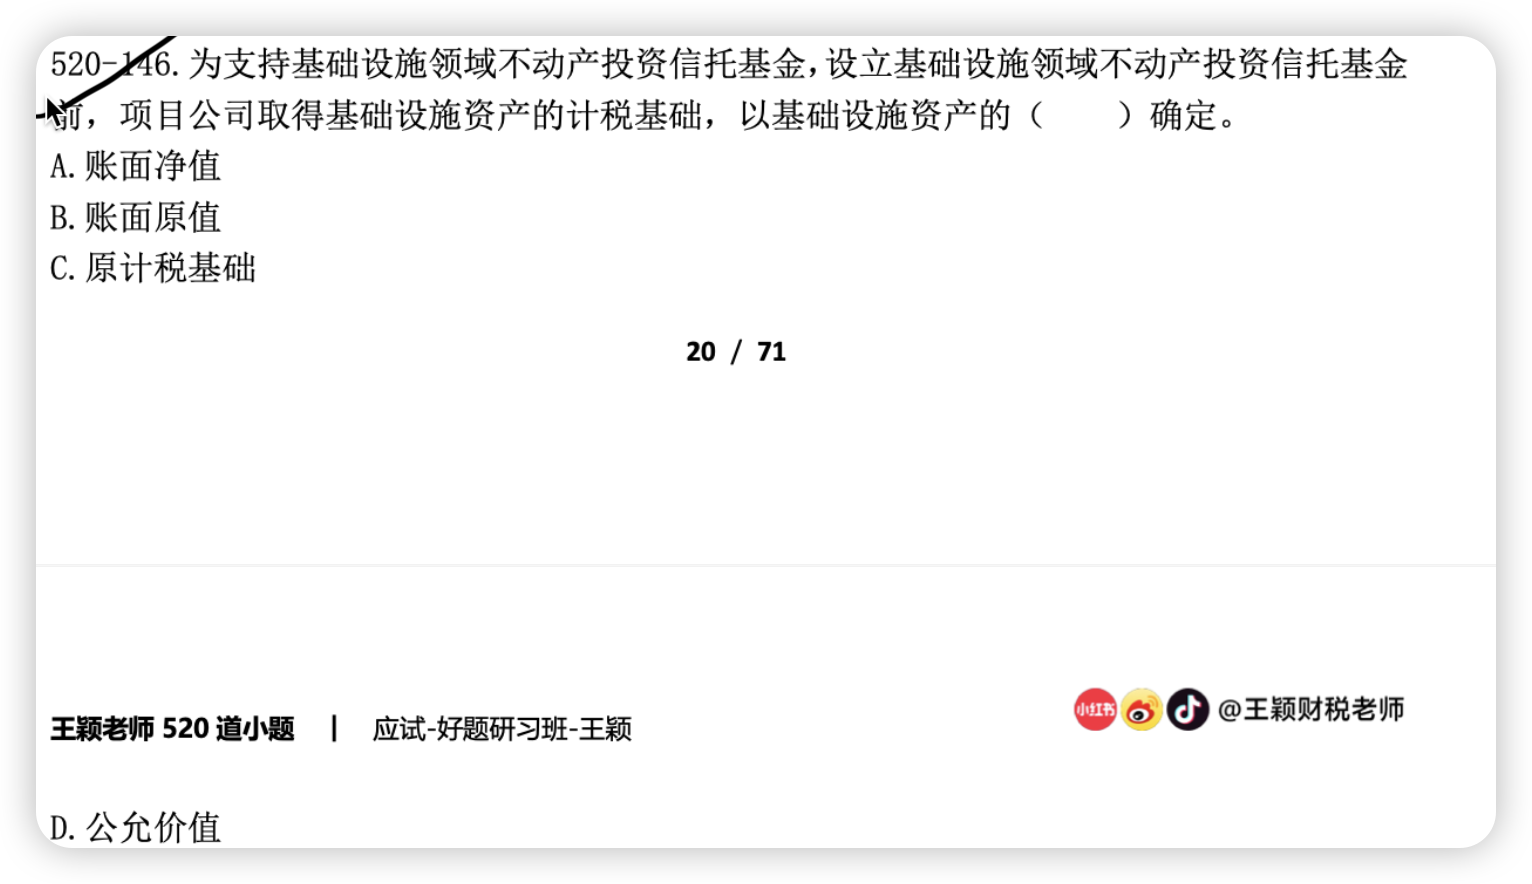 520-146.为支持基础设施领域不动产投资信托基金,设立基础设施领域不动产投资信托基金
前，项目公司取得基础设施资产的计税基础，以基础设施资产的（　　）确定。
A.账面净值
B.账面原值
C.原计税基础
20 / 71
王颖老师 520 道小题 | 应试-好题研习班-王颖
小红书 @王颖财税老师
D.公允价值